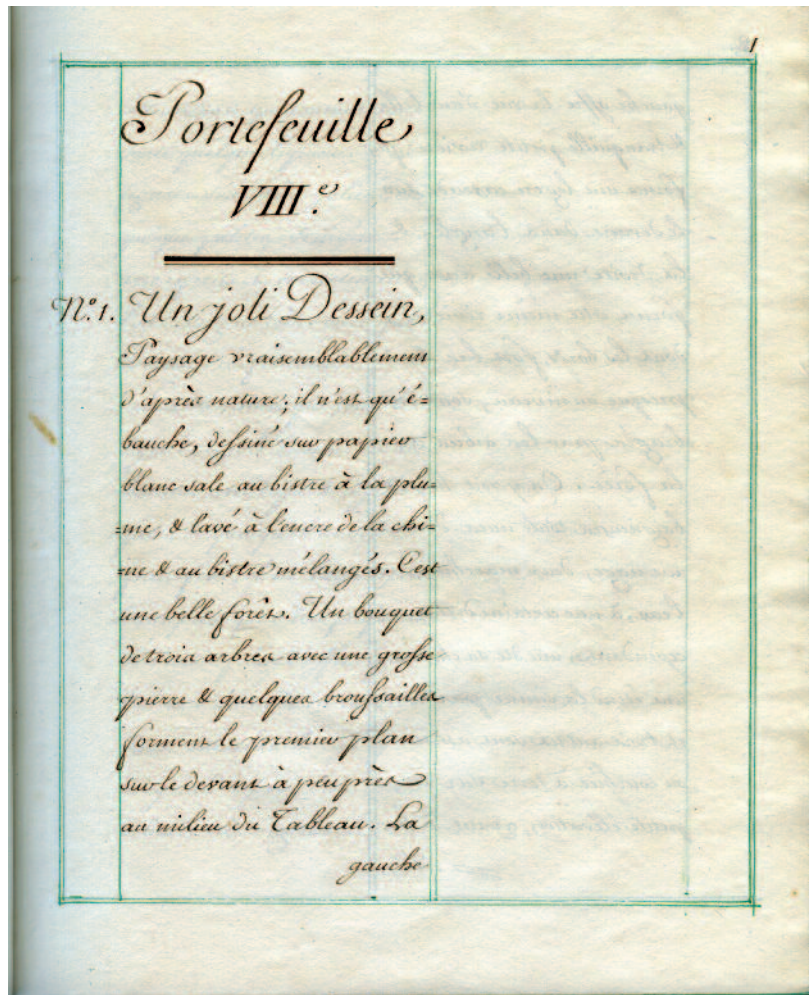 1
Portefeuille
VIII.e
N.o 1. Un joli Dessein,
Paysage vraisemblablement
d'après nature; il n'est qu'é=
bauche, dessiné sur papier
blanc sale au bistre à la plu=
=me, & lavé à l'encre de la chi=
=ne & au bistre mélangés. C'est
une belle forêt. Un bouquet
de trois arbres avec une grosse
pierre & quelques broussailles
forment le premier plan
sur le devant à peu près
au milieu du Tableau. La
gauche